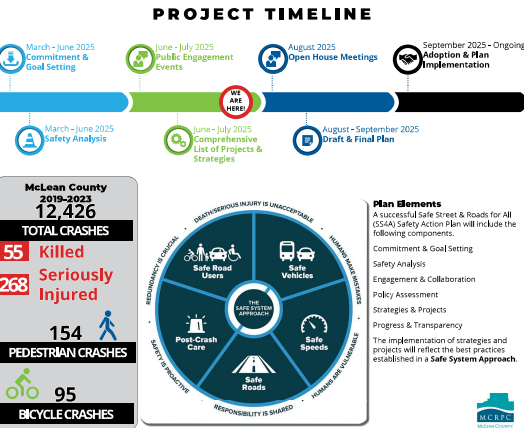 PROJECT TIMELINE
March - June 2025
Commitment &
Goal Setting
June - July 2025
Public Engagement
Events
August 2025
Open House Meetings
September 2025 - Ongoing
Adoption & Plan
Implementation
WE
ARE
HERE!
March - June 2025
Safety Analysis
June - July 2025
Comprehensive
List of Projects &
Strategies
August - September 2025
Draft & Final Plan
McLean County
2019-2023
12,426
TOTAL CRASHES
55 Killed
268 Seriously
Injured
154
PEDESTRIAN CRASHES
95
BICYCLE CRASHES
DEATH/SERIOUS INJURY IS UNACCEPTABLE
HUMANS MAKE MISTAKES
HUMANS ARE VULNERABLE
RESPONSIBILITY IS SHARED
SAFETY IS PROACTIVE
REDUNDANCY IS CRUCIAL
Safe Road
Users
Safe
Vehicles
THE
SAFE SYSTEM
APPROACH
Post-Crash
Care
Safe
Speeds
Safe
Roads
Plan Elements
A successful Safe Street & Roads for All
(SS4A) Safety Action Plan will include the
following components.
Commitment & Goal Setting
Safety Analysis
Engagement & Collaboration
Policy Assessment
Strategies & Projects
Progress & Transparency
The implementation of strategies and
projects will reflect the best practices
established in a Safe System Approach.
MCRPC
MCLEAN COUNTY